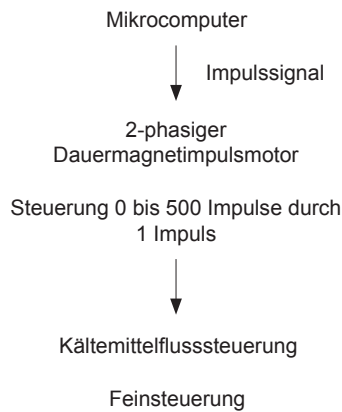 Mikrocomputer
Impulssignal
2-phasiger
Dauermagnetimpulsmotor
Steuerung 0 bis 500 Impulse durch
1 Impuls
Kältemittelflusssteuerung
Feinsteuerung